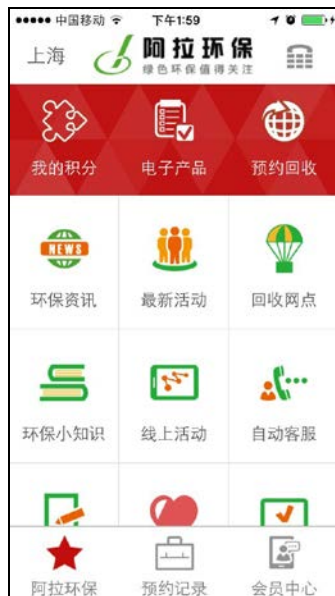 中国移动 下午1:59
上海 阿拉环保
绿色环保值得关注
我的积分 电子产品 预约回收
NEWS
环保资讯 最新活动 回收网点
环保小知识 线上活动 自动客服
阿拉环保 预约记录 会员中心